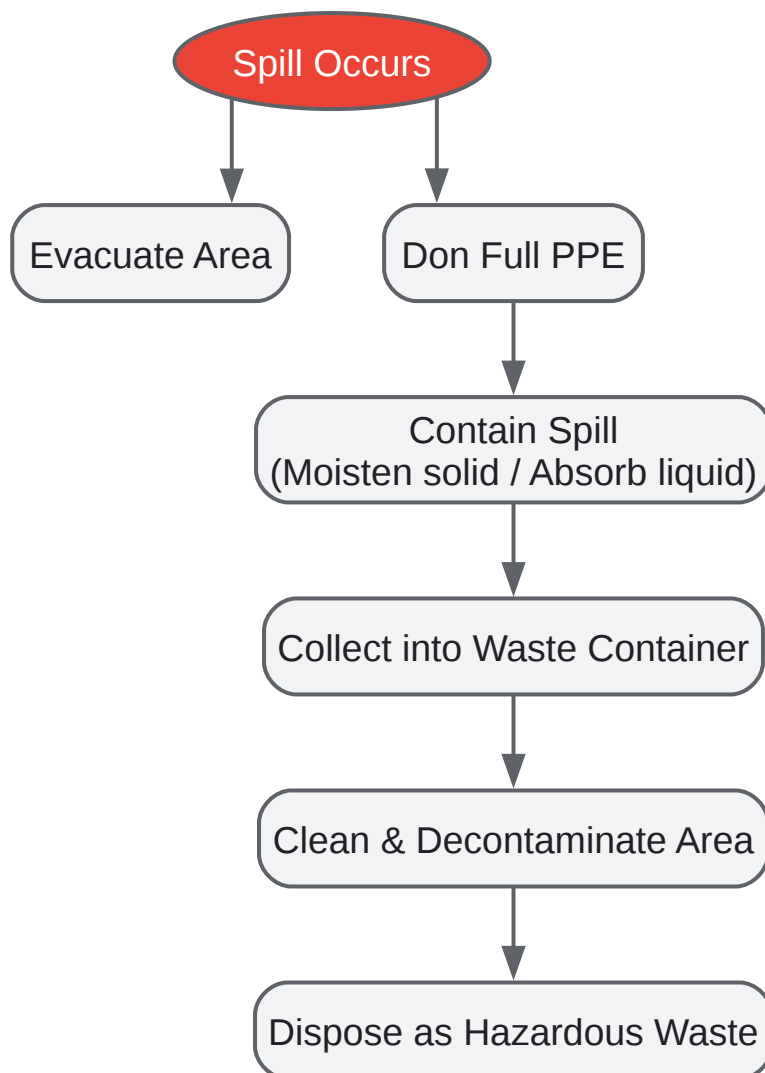 Spill Occurs
Evacuate Area
Don Full PPE
Contain Spill
(Moisten solid / Absorb liquid)
Collect into Waste Container
Clean & Decontaminate Area
Dispose as Hazardous Waste